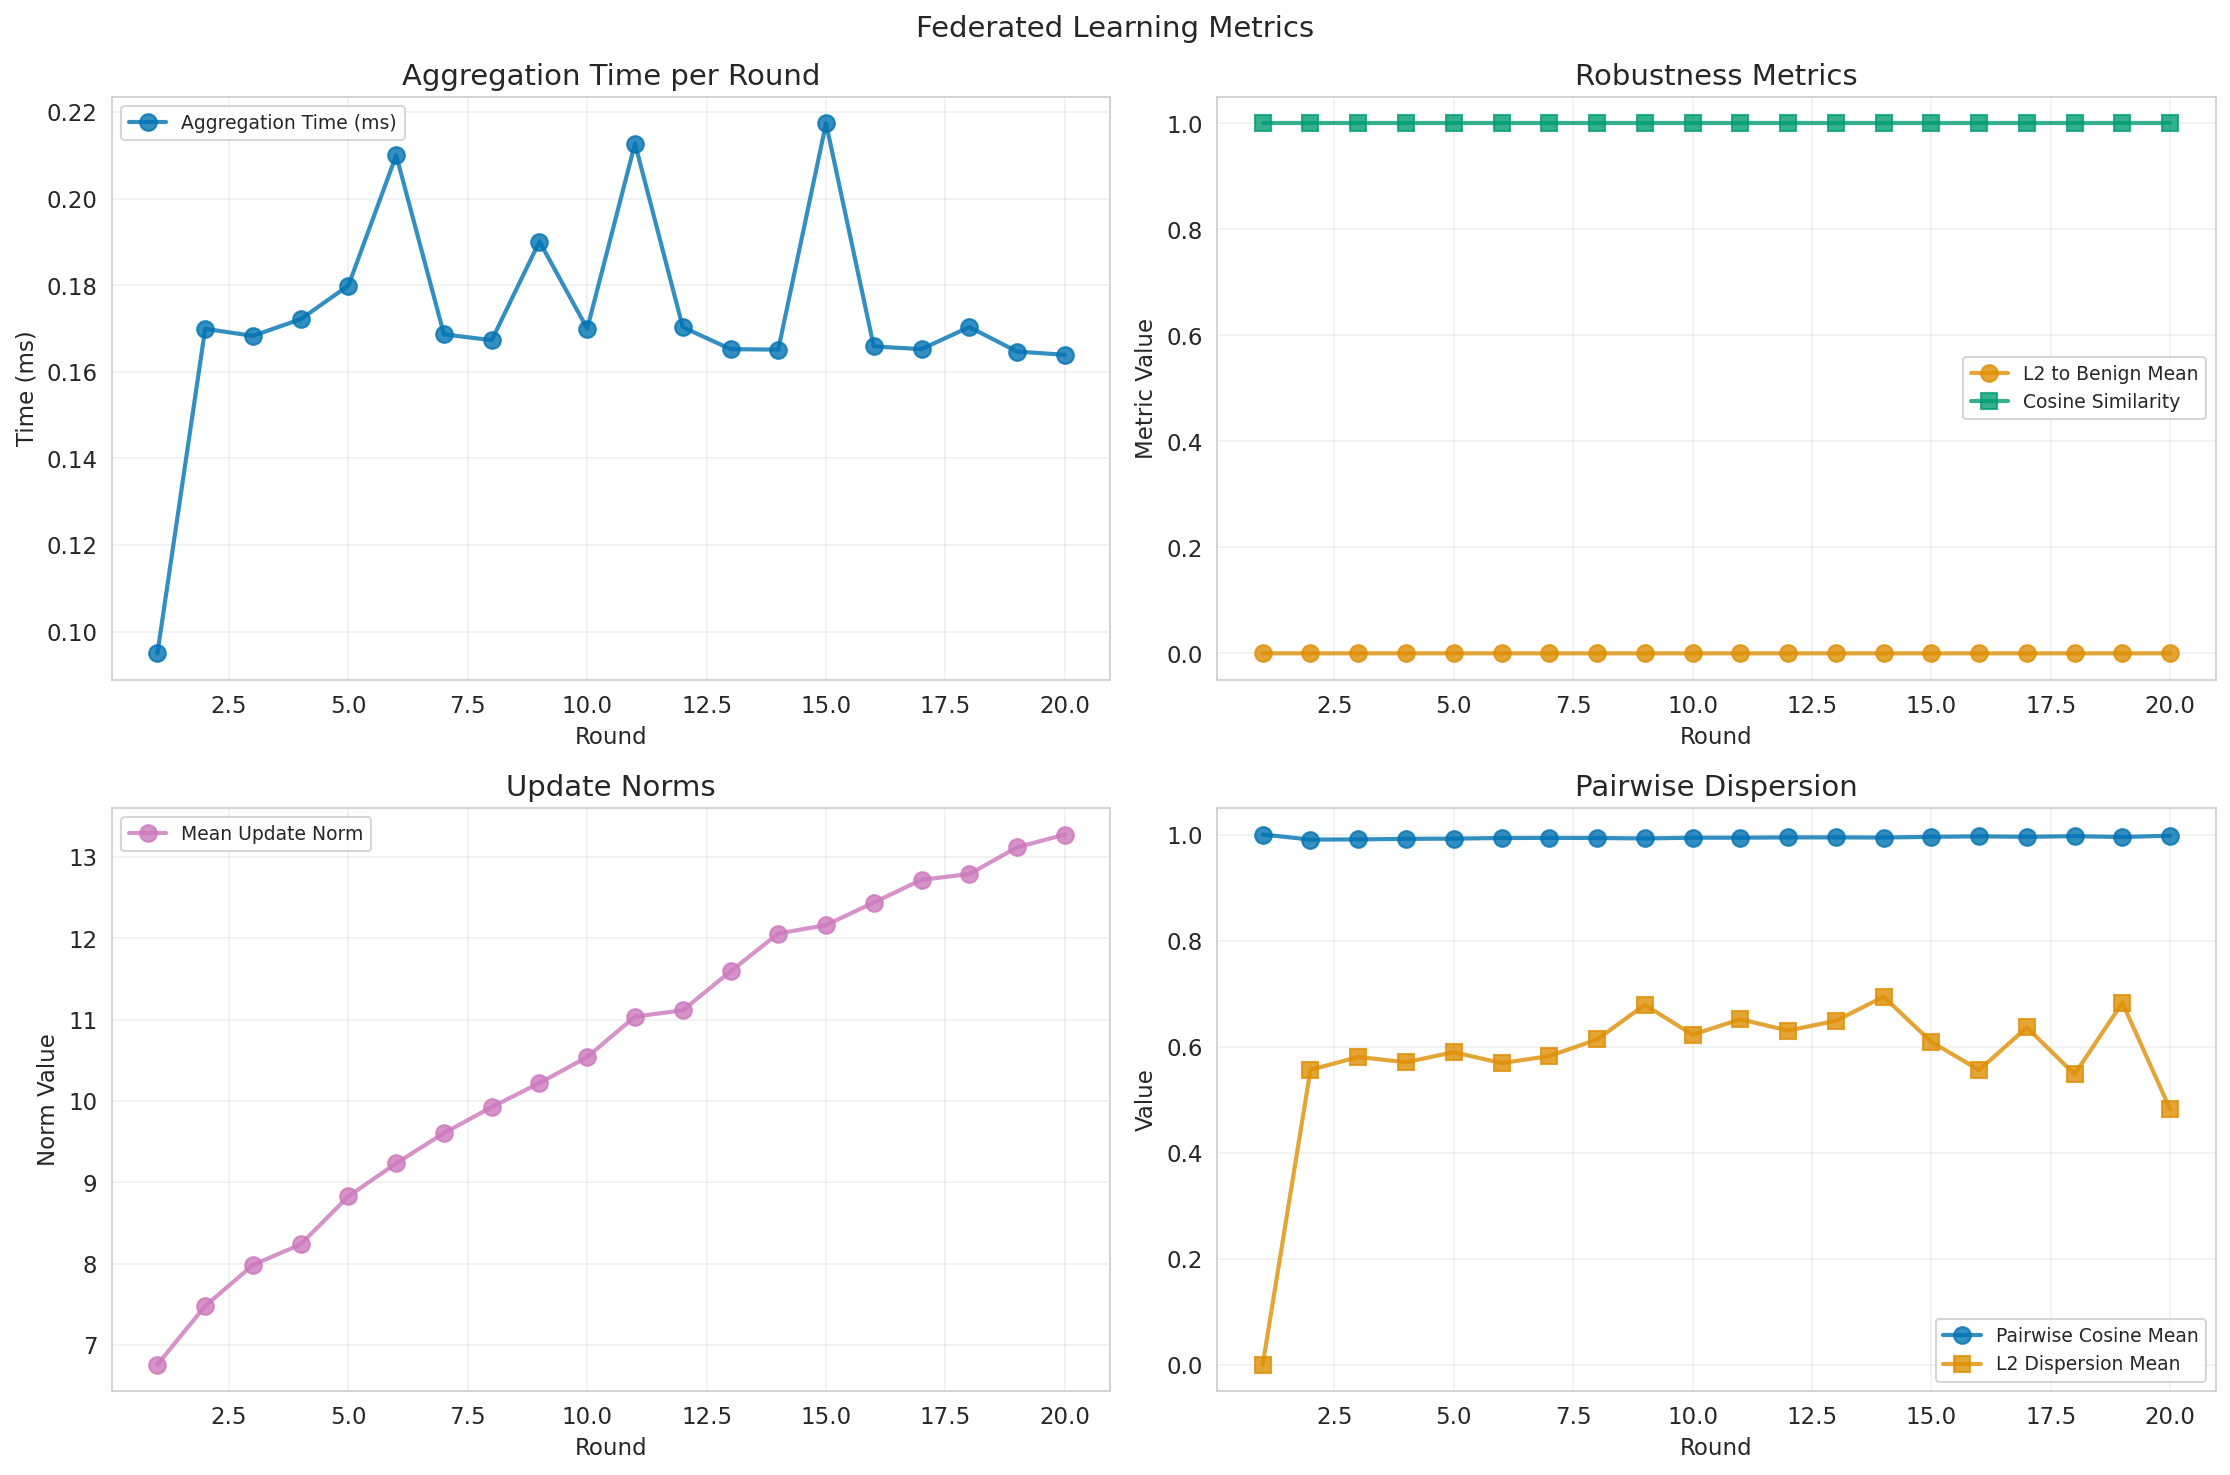 Federated Learning Metrics
Aggregation Time per Round
Aggregation Time (ms)
0.22
0.20
0.18
0.16
0.14
0.12
0.10
Time (ms)
2.5 5.0 7.5 10.0 12.5 15.0 17.5 20.0
Round
Robustness Metrics
1.0
0.8
0.6
0.4
0.2
0.0
Metric Value
L2 to Benign Mean
Cosine Similarity
2.5 5.0 7.5 10.0 12.5 15.0 17.5 20.0
Round
Update Norms
Mean Update Norm
13
12
11
10
9
8
7
Norm Value
2.5 5.0 7.5 10.0 12.5 15.0 17.5 20.0
Round
Pairwise Dispersion
1.0
0.8
0.6
0.4
0.2
0.0
Value
Pairwise Cosine Mean
L2 Dispersion Mean
2.5 5.0 7.5 10.0 12.5 15.0 17.5 20.0
Round